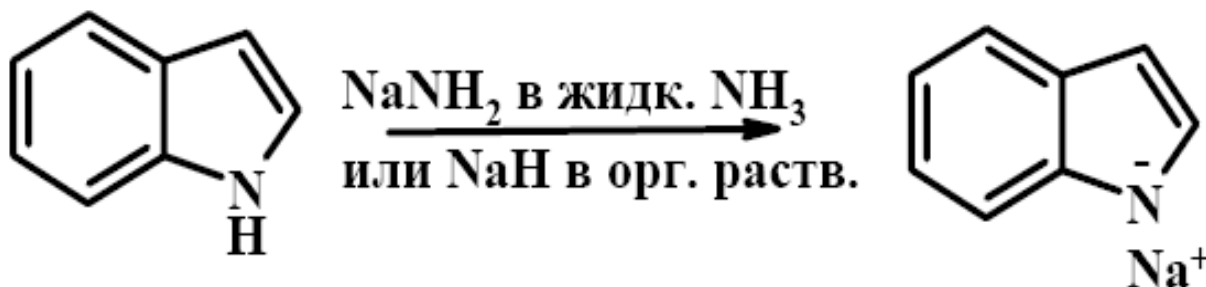 NaNH₂ в жидк. NH₃
или NaH в орг. раств.
N
H
-
N
Na⁺